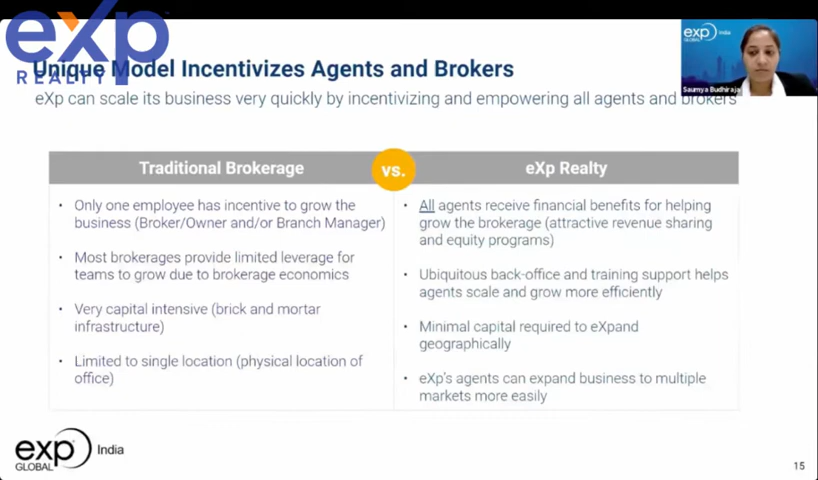 exp
REALTY
Unique Model Incentivizes Agents and Brokers
eXp can scale its business very quickly by incentivizing and empowering all agents and brokers
exp India
GLOBAL
Saumya Budhiraja
Traditional Brokerage
vs.
eXp Realty
• Only one employee has incentive to grow the
business (Broker/Owner and/or Branch Manager)
• Most brokerages provide limited leverage for
teams to grow due to brokerage economics
• Very capital intensive (brick and mortar
infrastructure)
• Limited to single location (physical location of
office)
• All agents receive financial benefits for helping
grow the brokerage (attractive revenue sharing
and equity programs)
• Ubiquitous back-office and training support helps
agents scale and grow more efficiently
• Minimal capital required to eXpand
geographically
• eXp's agents can expand business to multiple
markets more easily
exp India
GLOBAL
15